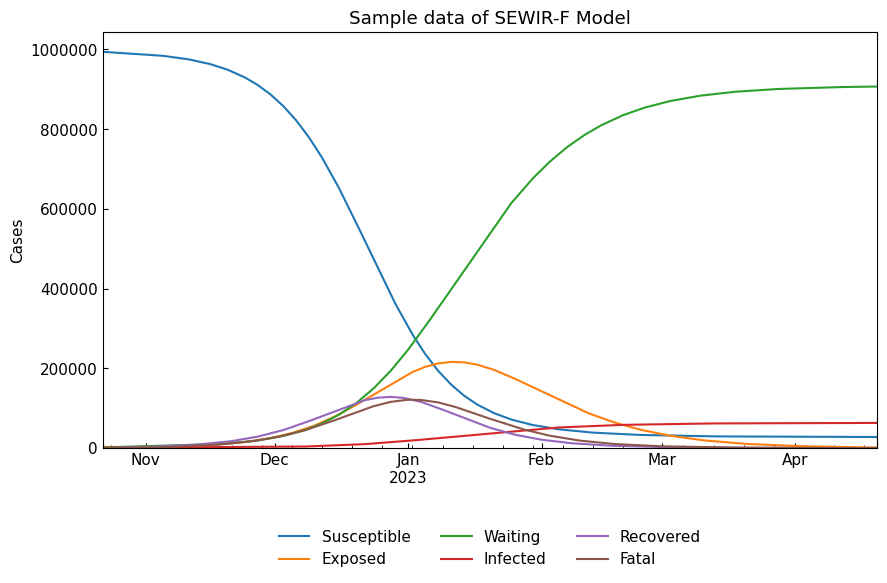 Sample data of SEWIR-F Model
Cases
1000000
800000
600000
400000
200000
0
Nov Dec Jan Feb Mar Apr
2023
Susceptible Waiting Recovered
Exposed Infected Fatal